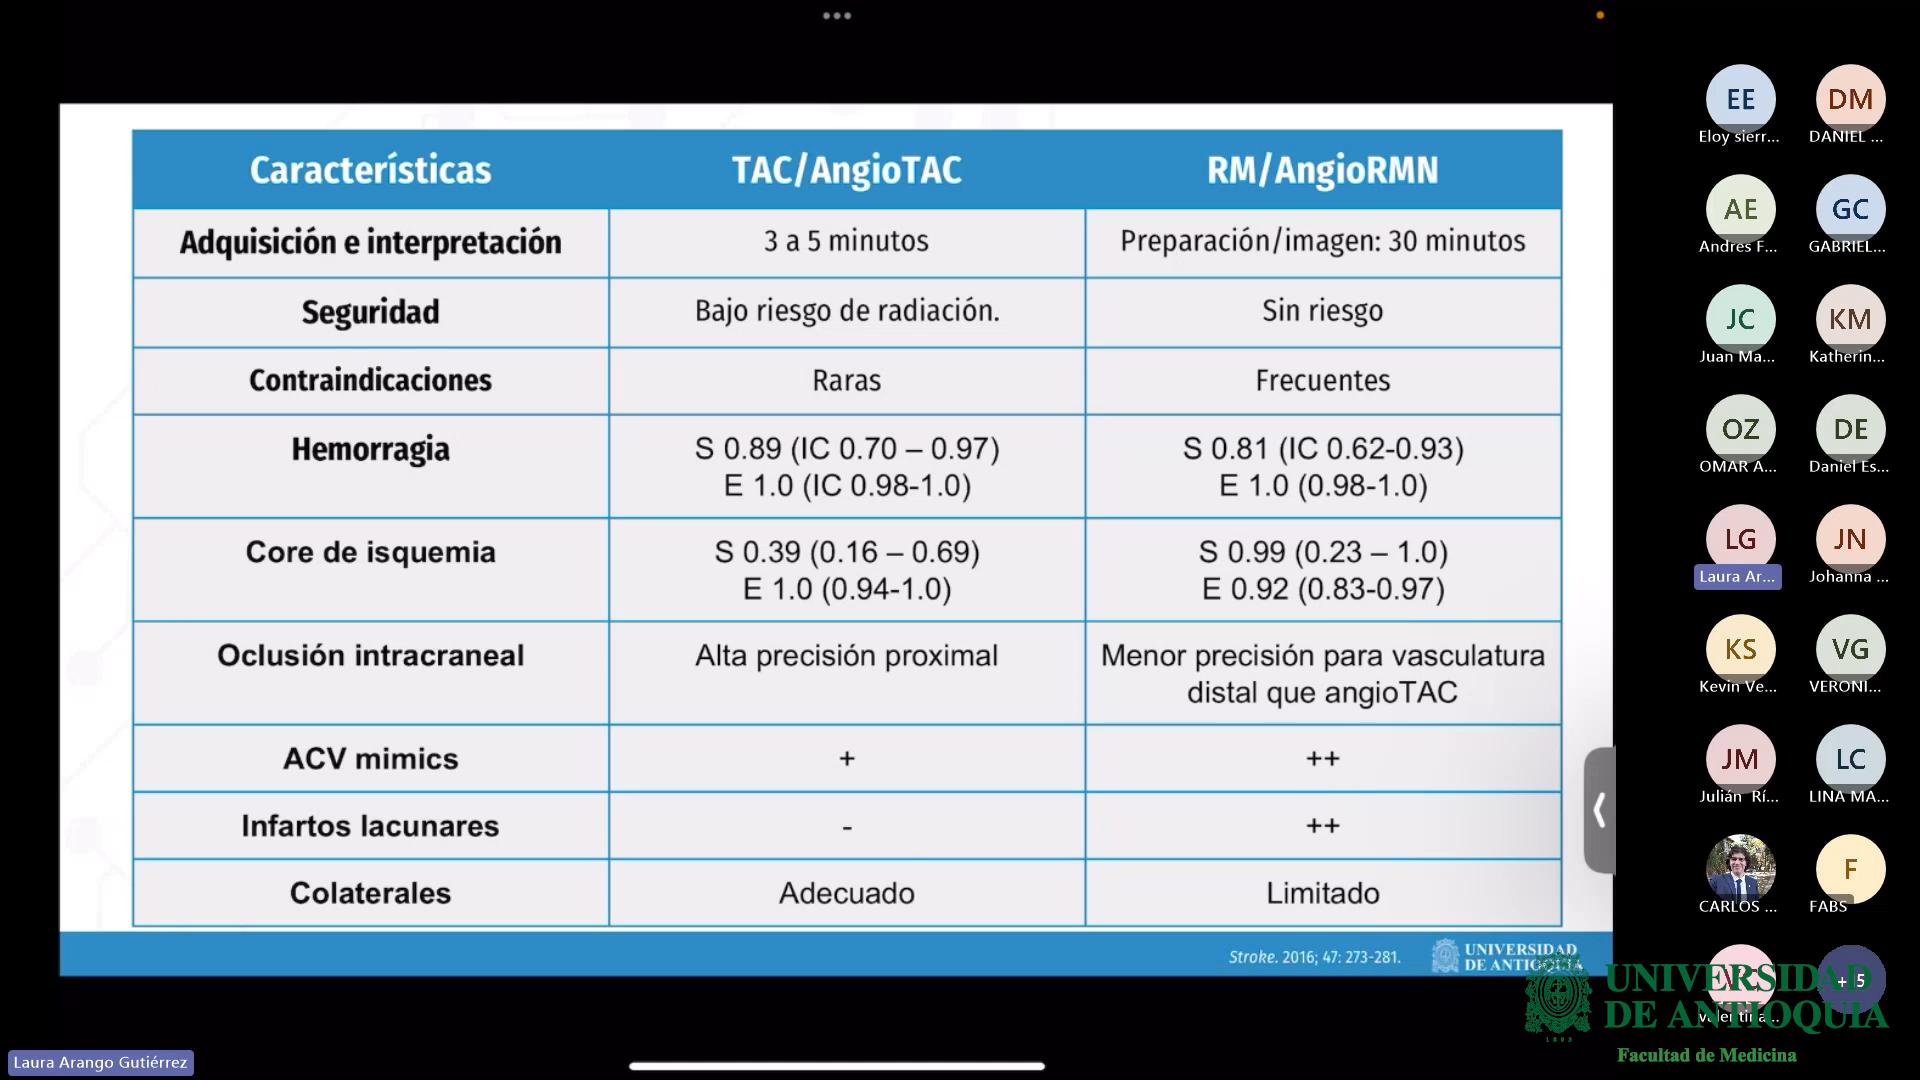 Características TAC/AngioTAC RM/AngioRMN
Adquisición e interpretación 3 a 5 minutos Preparación/imagen: 30 minutos
Seguridad Bajo riesgo de radiación. Sin riesgo
Contraindicaciones Raras Frecuentes
Hemorragia S 0.89 (IC 0.70 – 0.97) S 0.81 (IC 0.62-0.93)
E 1.0 (IC 0.98-1.0) E 1.0 (0.98-1.0)
Core de isquemia S 0.39 (0.16 – 0.69) S 0.99 (0.23 – 1.0)
E 1.0 (0.94-1.0) E 0.92 (0.83-0.97)
Oclusión intracraneal Alta precisión proximal Menor precisión para vasculatura
distal que angioTAC
ACV mimics + ++
Infartos lacunares - ++
Colaterales Adecuado Limitado
Stroke. 2016; 47: 273-281.
UNIVERSIDAD
DE ANTIOQUIA
EE DM
Eloy sierr... DANIEL ...
AE GC
Andres F... GABRIEL...
JC KM
Juan Ma... Katherin...
OZ DE
OMAR A... Daniel Es...
LG JN
Laura Ar... Johanna ...
KS VG
Kevin Ve... VERONI...
JM LC
Julián Rí... LINA MA...
F
CARLOS ... FABS
+ 5
Valentina...
UNIVERSIDAD
DE ANTIOQUIA
1803
Facultad de Medicina
Laura Arango Gutiérrez